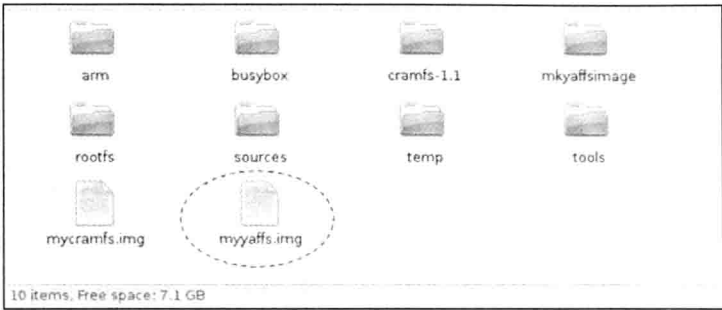 arm busybox cramfs-1.1 mkyaffsimage
rootfs sources temp tools
mycramfs.img myyaffs.img
10 items, Free space: 7.1 GB